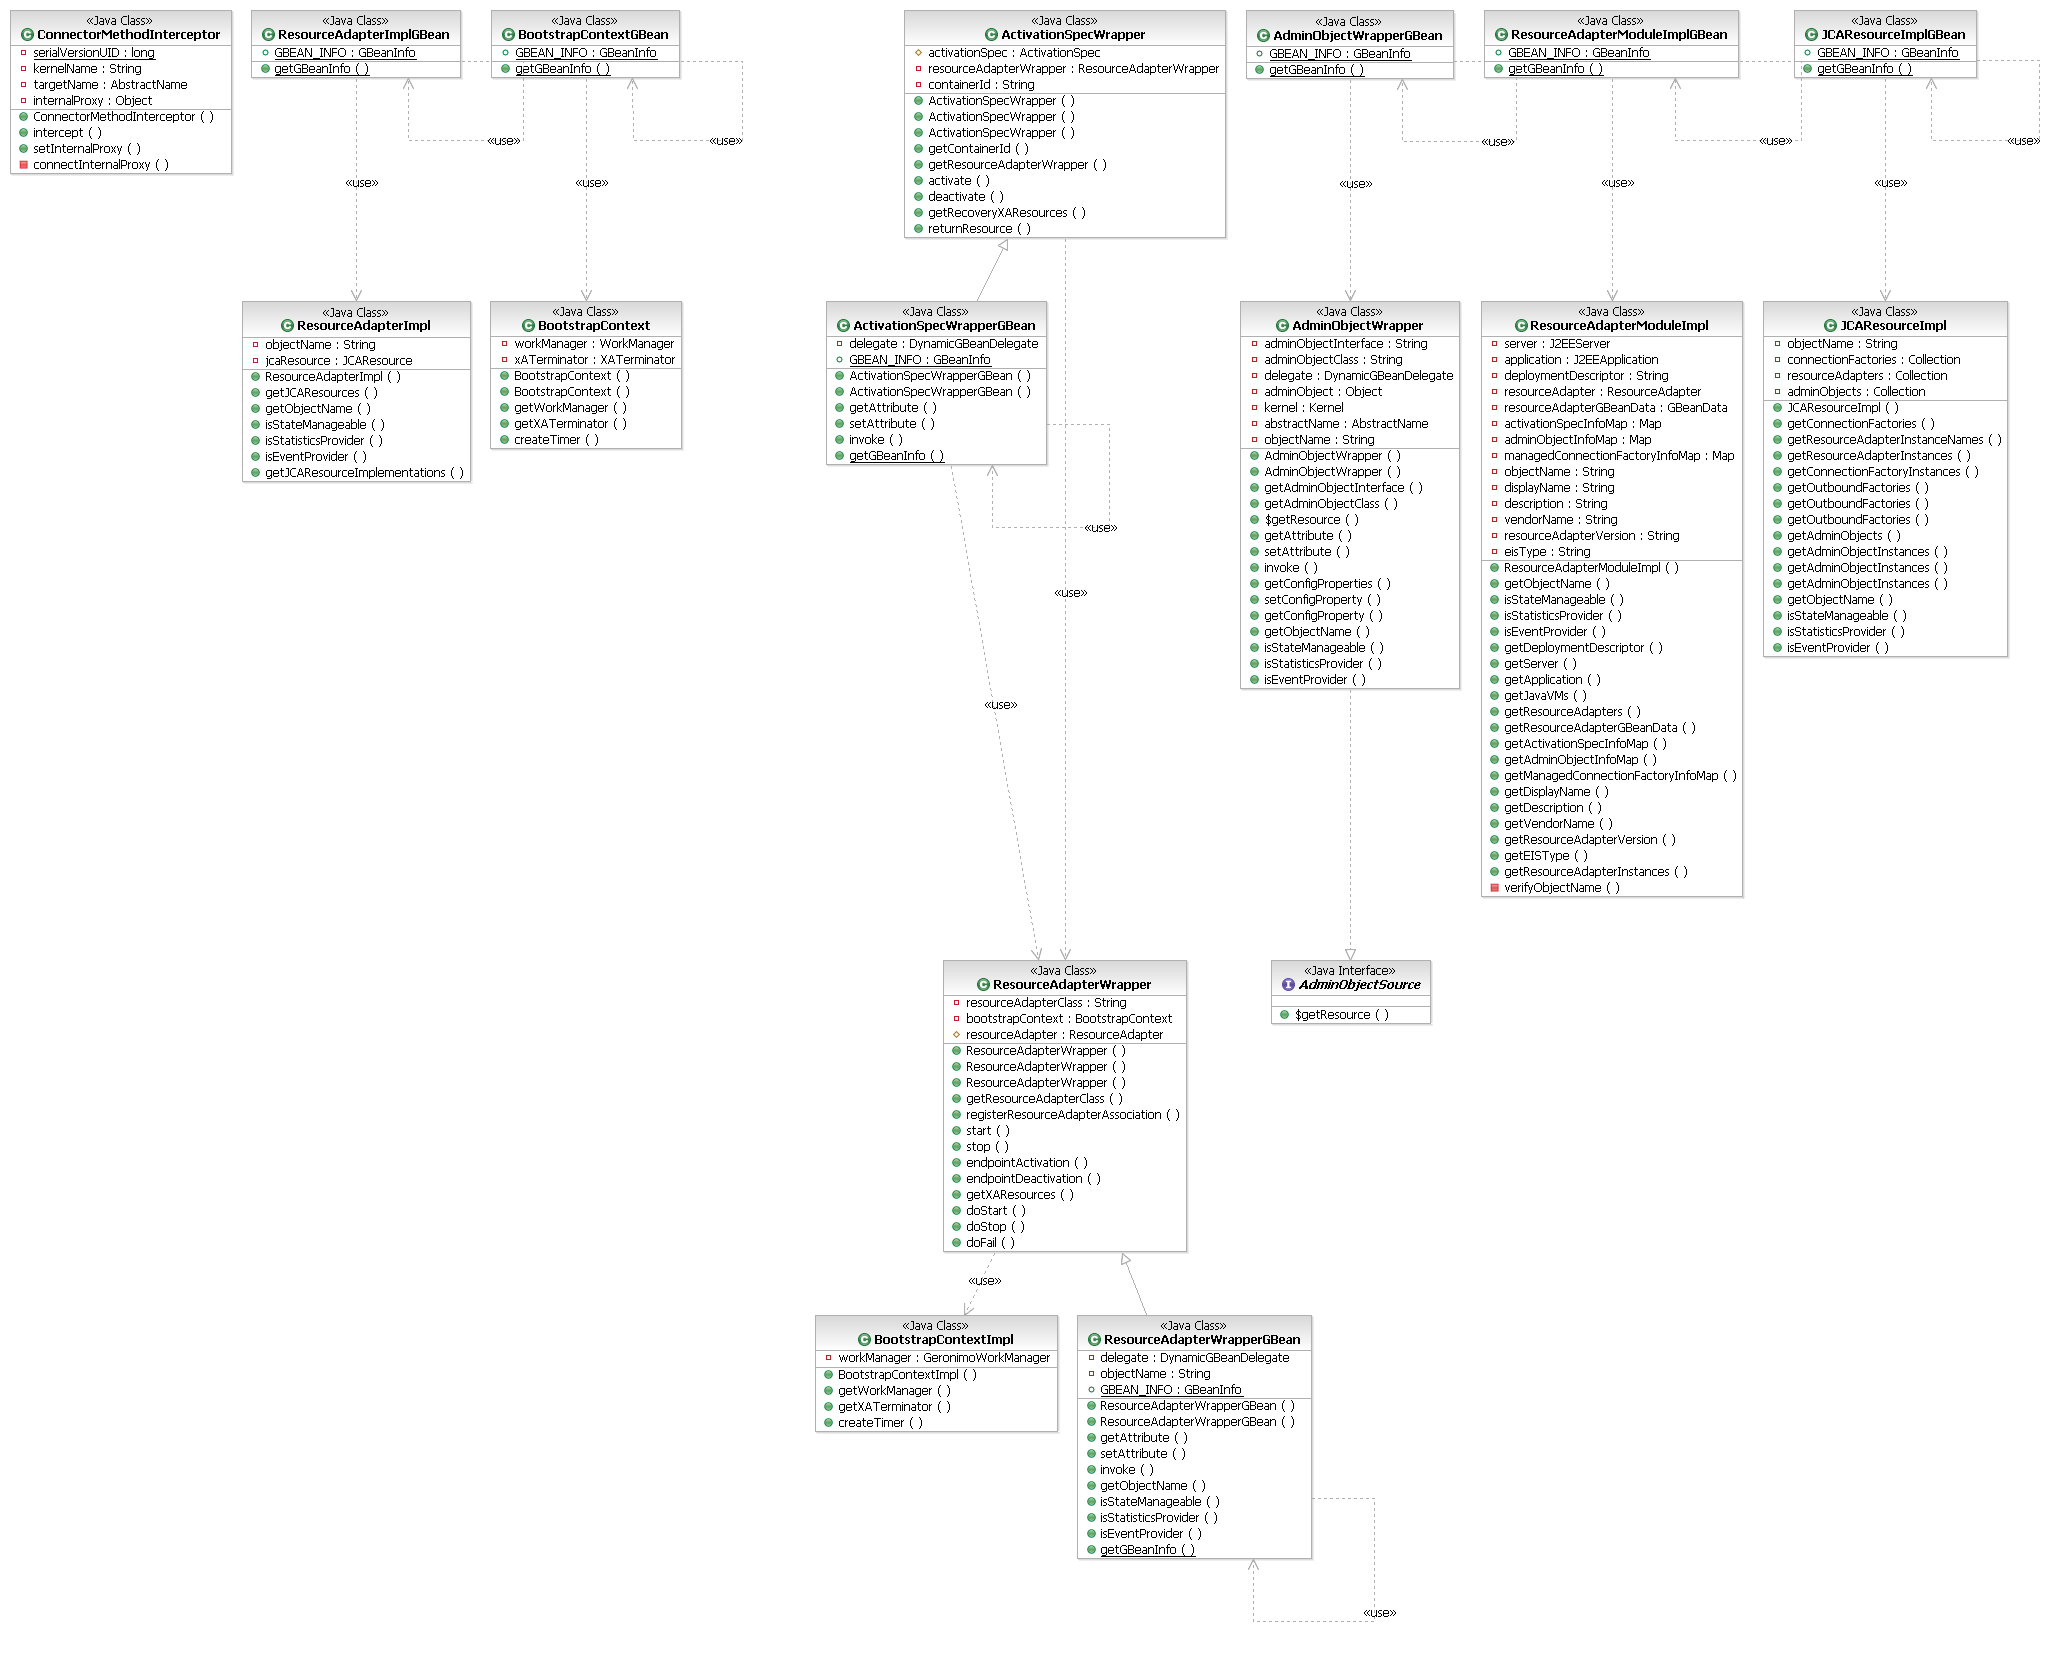 «Java Class»
ConnectorMethodInterceptor
serialVersionUID : long
kernelName : String
targetName : AbstractName
internalProxy : Object
ConnectorMethodInterceptor ( )
intercept ( )
setInternalProxy ( )
connectInternalProxy ( )
«Java Class»
ResourceAdapterImplGBean
GBEAN_INFO : GBeanInfo
getGBeanInfo ( )
«Java Class»
BootstrapContextGBean
GBEAN_INFO : GBeanInfo
getGBeanInfo ( )
«Java Class»
ActivationSpecWrapper
activationSpec : ActivationSpec
resourceAdapterWrapper : ResourceAdapterWrapper
containerId : String
ActivationSpecWrapper ( )
ActivationSpecWrapper ( )
ActivationSpecWrapper ( )
getContainerId ( )
getResourceAdapterWrapper ( )
activate ( )
deactivate ( )
getRecoveryXAResources ( )
returnResource ( )
«Java Class»
AdminObjectWrapperGBean
GBEAN_INFO : GBeanInfo
getGBeanInfo ( )
«Java Class»
ResourceAdapterModuleImplGBean
GBEAN_INFO : GBeanInfo
getGBeanInfo ( )
«Java Class»
JCAResourceImplGBean
GBEAN_INFO : GBeanInfo
getGBeanInfo ( )
«use»
«use»
«use»
«use»
«use»
«use»
«use»
«use»
«use»
«use»
«Java Class»
ResourceAdapterImpl
objectName : String
jcaResource : JCAResource
ResourceAdapterImpl ( )
getJCAResources ( )
getObjectName ( )
isStateManageable ( )
isStatisticsProvider ( )
isEventProvider ( )
getJCAResourceImplementations ( )
«Java Class»
BootstrapContext
workManager : WorkManager
xATerminator : XATerminator
BootstrapContext ( )
BootstrapContext ( )
getWorkManager ( )
getXATerminator ( )
createTimer ( )
«Java Class»
ActivationSpecWrapperGBean
delegate : DynamicGBeanDelegate
GBEAN_INFO : GBeanInfo
ActivationSpecWrapperGBean ( )
ActivationSpecWrapperGBean ( )
getAttribute ( )
setAttribute ( )
invoke ( )
getGBeanInfo ( )
«use»
«use»
«use»
«Java Class»
AdminObjectWrapper
adminObjectInterface : String
adminObjectClass : String
delegate : DynamicGBeanDelegate
adminObject : Object
kernel : Kernel
abstractName : AbstractName
objectName : String
AdminObjectWrapper ( )
AdminObjectWrapper ( )
getAdminObjectInterface ( )
getAdminObjectClass ( )
$getResource ( )
getAttribute ( )
setAttribute ( )
invoke ( )
getConfigProperties ( )
setConfigProperty ( )
getConfigProperty ( )
getObjectName ( )
isStateManageable ( )
isStatisticsProvider ( )
isEventProvider ( )
«Java Class»
ResourceAdapterModuleImpl
server : J2EEServer
application : J2EEApplication
deploymentDescriptor : String
resourceAdapter : ResourceAdapter
resourceAdapterGBeanData : GBeanData
activationSpecInfoMap : Map
adminObjectInfoMap : Map
managedConnectionFactoryInfoMap : Map
objectName : String
displayName : String
description : String
vendorName : String
resourceAdapterVersion : String
eisType : String
ResourceAdapterModuleImpl ( )
getObjectName ( )
isStateManageable ( )
isStatisticsProvider ( )
isEventProvider ( )
getDeploymentDescriptor ( )
getServer ( )
getApplication ( )
getJavaVMs ( )
getResourceAdapters ( )
getResourceAdapterGBeanData ( )
getActivationSpecInfoMap ( )
getAdminObjectInfoMap ( )
getManagedConnectionFactoryInfoMap ( )
getDisplayName ( )
getDescription ( )
getVendorName ( )
getResourceAdapterVersion ( )
getEISType ( )
getResourceAdapterInstances ( )
verifyObjectName ( )
«Java Class»
JCAResourceImpl
objectName : String
connectionFactories : Collection
resourceAdapters : Collection
adminObjects : Collection
JCAResourceImpl ( )
getConnectionFactories ( )
getResourceAdapterInstanceNames ( )
getResourceAdapterInstances ( )
getConnectionFactoryInstances ( )
getOutboundFactories ( )
getOutboundFactories ( )
getOutboundFactories ( )
getAdminObjects ( )
getAdminObjectInstances ( )
getAdminObjectInstances ( )
getAdminObjectInstances ( )
getObjectName ( )
isStateManageable ( )
isStatisticsProvider ( )
isEventProvider ( )
«Java Class»
ResourceAdapterWrapper
resourceAdapterClass : String
bootstrapContext : BootstrapContext
resourceAdapter : ResourceAdapter
ResourceAdapterWrapper ( )
ResourceAdapterWrapper ( )
ResourceAdapterWrapper ( )
getResourceAdapterClass ( )
registerResourceAdapterAssociation ( )
start ( )
stop ( )
endpointActivation ( )
endpointDeactivation ( )
getXAResources ( )
doStart ( )
doStop ( )
doFail ( )
«Java Interface»
AdminObjectSource
$getResource ( )
«use»
«Java Class»
BootstrapContextImpl
workManager : GeronimoWorkManager
BootstrapContextImpl ( )
getWorkManager ( )
getXATerminator ( )
createTimer ( )
«Java Class»
ResourceAdapterWrapperGBean
delegate : DynamicGBeanDelegate
objectName : String
GBEAN_INFO : GBeanInfo
ResourceAdapterWrapperGBean ( )
ResourceAdapterWrapperGBean ( )
getAttribute ( )
setAttribute ( )
invoke ( )
getObjectName ( )
isStateManageable ( )
isStatisticsProvider ( )
isEventProvider ( )
getGBeanInfo ( )
«use»